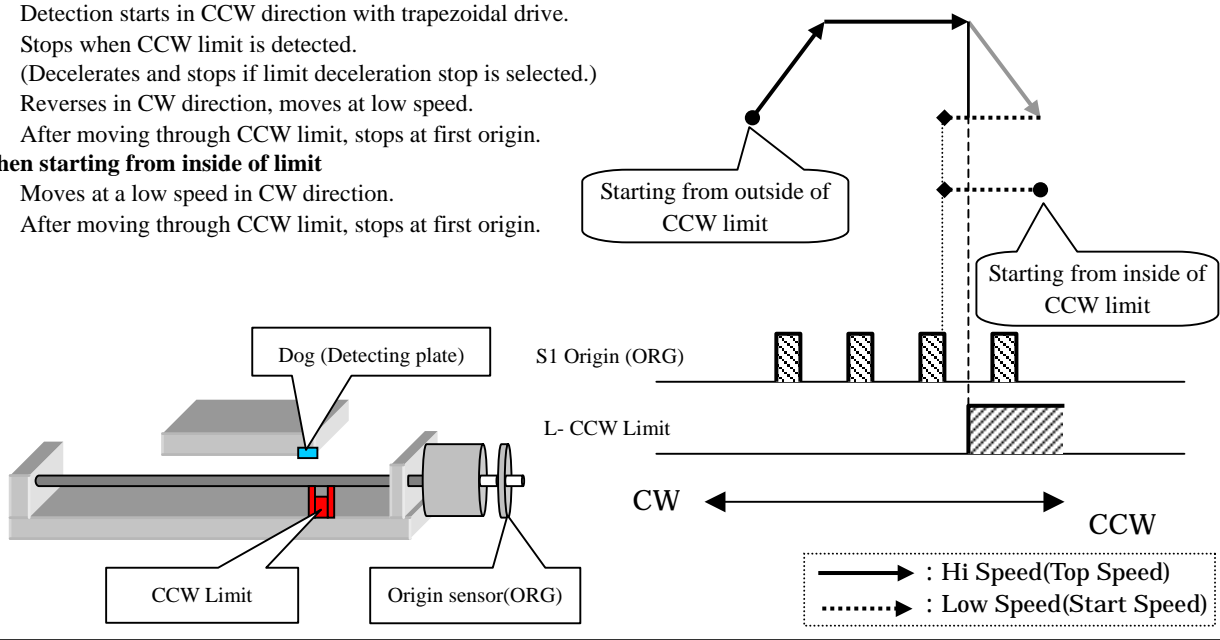 Detection starts in CCW direction with trapezoidal drive.
Stops when CCW limit is detected.
(Decelerates and stops if limit deceleration stop is selected.)
Reverses in CW direction, moves at low speed.
After moving through CCW limit, stops at first origin.
hen starting from inside of limit
Moves at a low speed in CW direction.
After moving through CCW limit, stops at first origin.
Starting from outside of
CCW limit
Starting from inside of
CCW limit
Dog (Detecting plate)
S1 Origin (ORG)
L- CCW Limit
CW
CCW
CCW Limit
Origin sensor(ORG)
: Hi Speed(Top Speed)
: Low Speed(Start Speed)